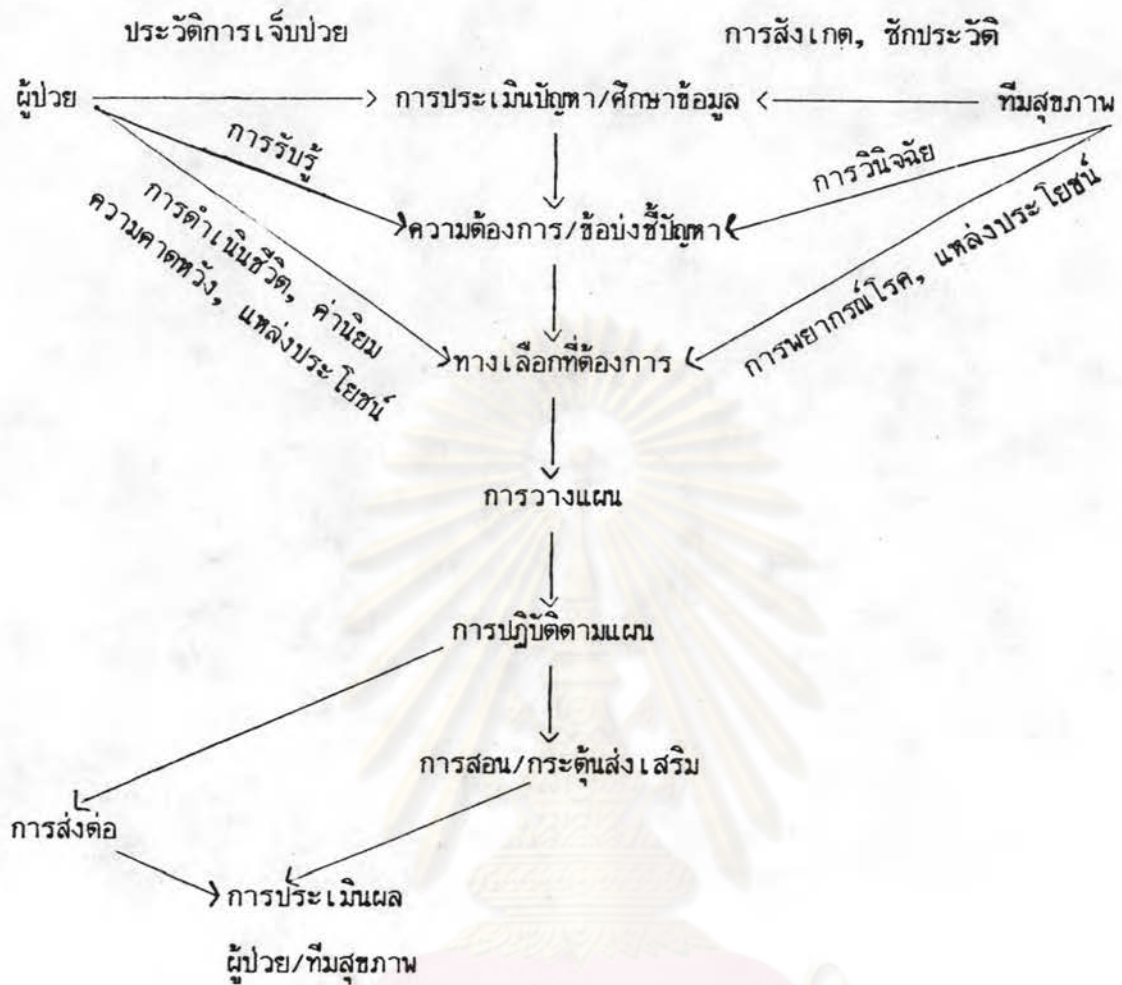 ประวัติการเจ็บป่วย การสังเกต, ซักประวัติ
ผู้ป่วย การประเมินปัญหา/ศึกษาข้อมูล ทีมสุขภาพ
การรับรู้ การวินิจฉัย
ความต้องการ/ข้อบ่งชี้ปัญหา
การดำเนินชีวิต, ค่านิยม
ความคาดหวัง, แหล่งประโยชน์
การพยากรณ์โรค, แหล่งประโยชน์
ทางเลือกที่ต้องการ
การวางแผน
การปฏิบัติตามแผน
การสอน/กระตุ้นส่งเสริม
การส่งต่อ
การประเมินผล
ผู้ป่วย/ทีมสุขภาพ